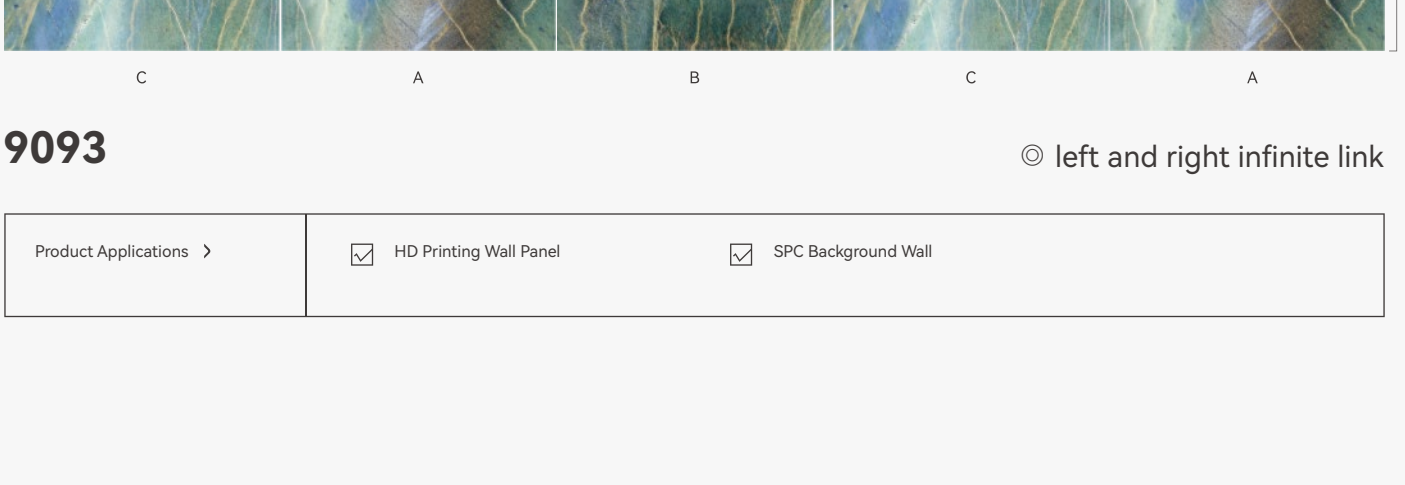 C A B C A
9093
◎ left and right infinite link
Product Applications > HD Printing Wall Panel SPC Background Wall